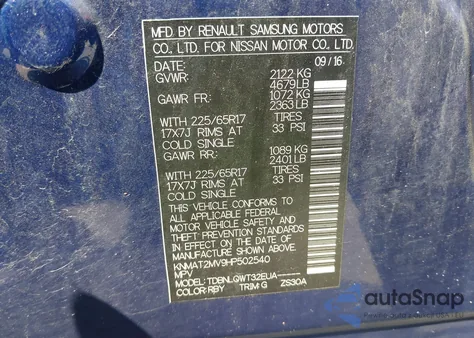 MFD BY RENAULT SAMSUNG MOTORS
CO., LTD. FOR NISSAN MOTOR CO., LTD.
DATE: 09/16
GVWR: 2122 KG
4679 LB
GAWR FR: 1072 KG
2363 LB
WITH 225/65R17 TIRES
17X7J RIMS AT 33 PSI
COLD SINGLE
GAWR RR: 1089 KG
2401 LB
WITH 225/65R17 TIRES
17X7J RIMS AT 33 PSI
COLD SINGLE
THIS VEHICLE CONFORMS TO
ALL APPLICABLE FEDERAL
MOTOR VEHICLE SAFETY AND
THEFT PREVENTION STANDARDS
IN EFFECT ON THE DATE OF
MANUFACTURE SHOWN ABOVE.
KNMAT2MV9HP502540
MPV
TYPE: TDBNLQWT32EUA------
COLOR: RBY TRIM G ZS30A
autoSnap